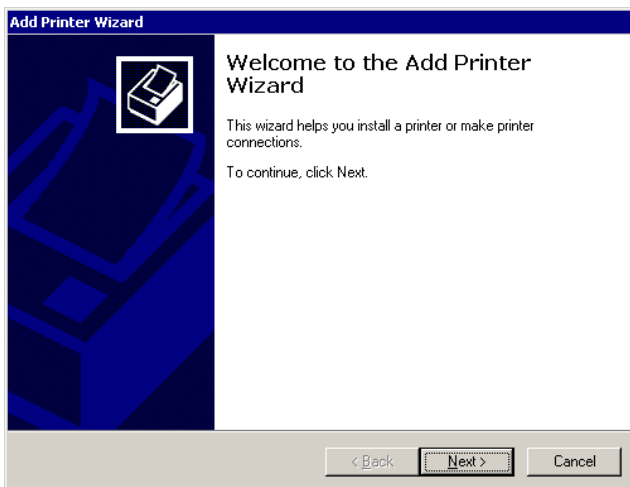 Add Printer Wizard
Welcome to the Add Printer
Wizard
This wizard helps you install a printer or make printer
connections.
To continue, click Next.
< Back
Next >
Cancel